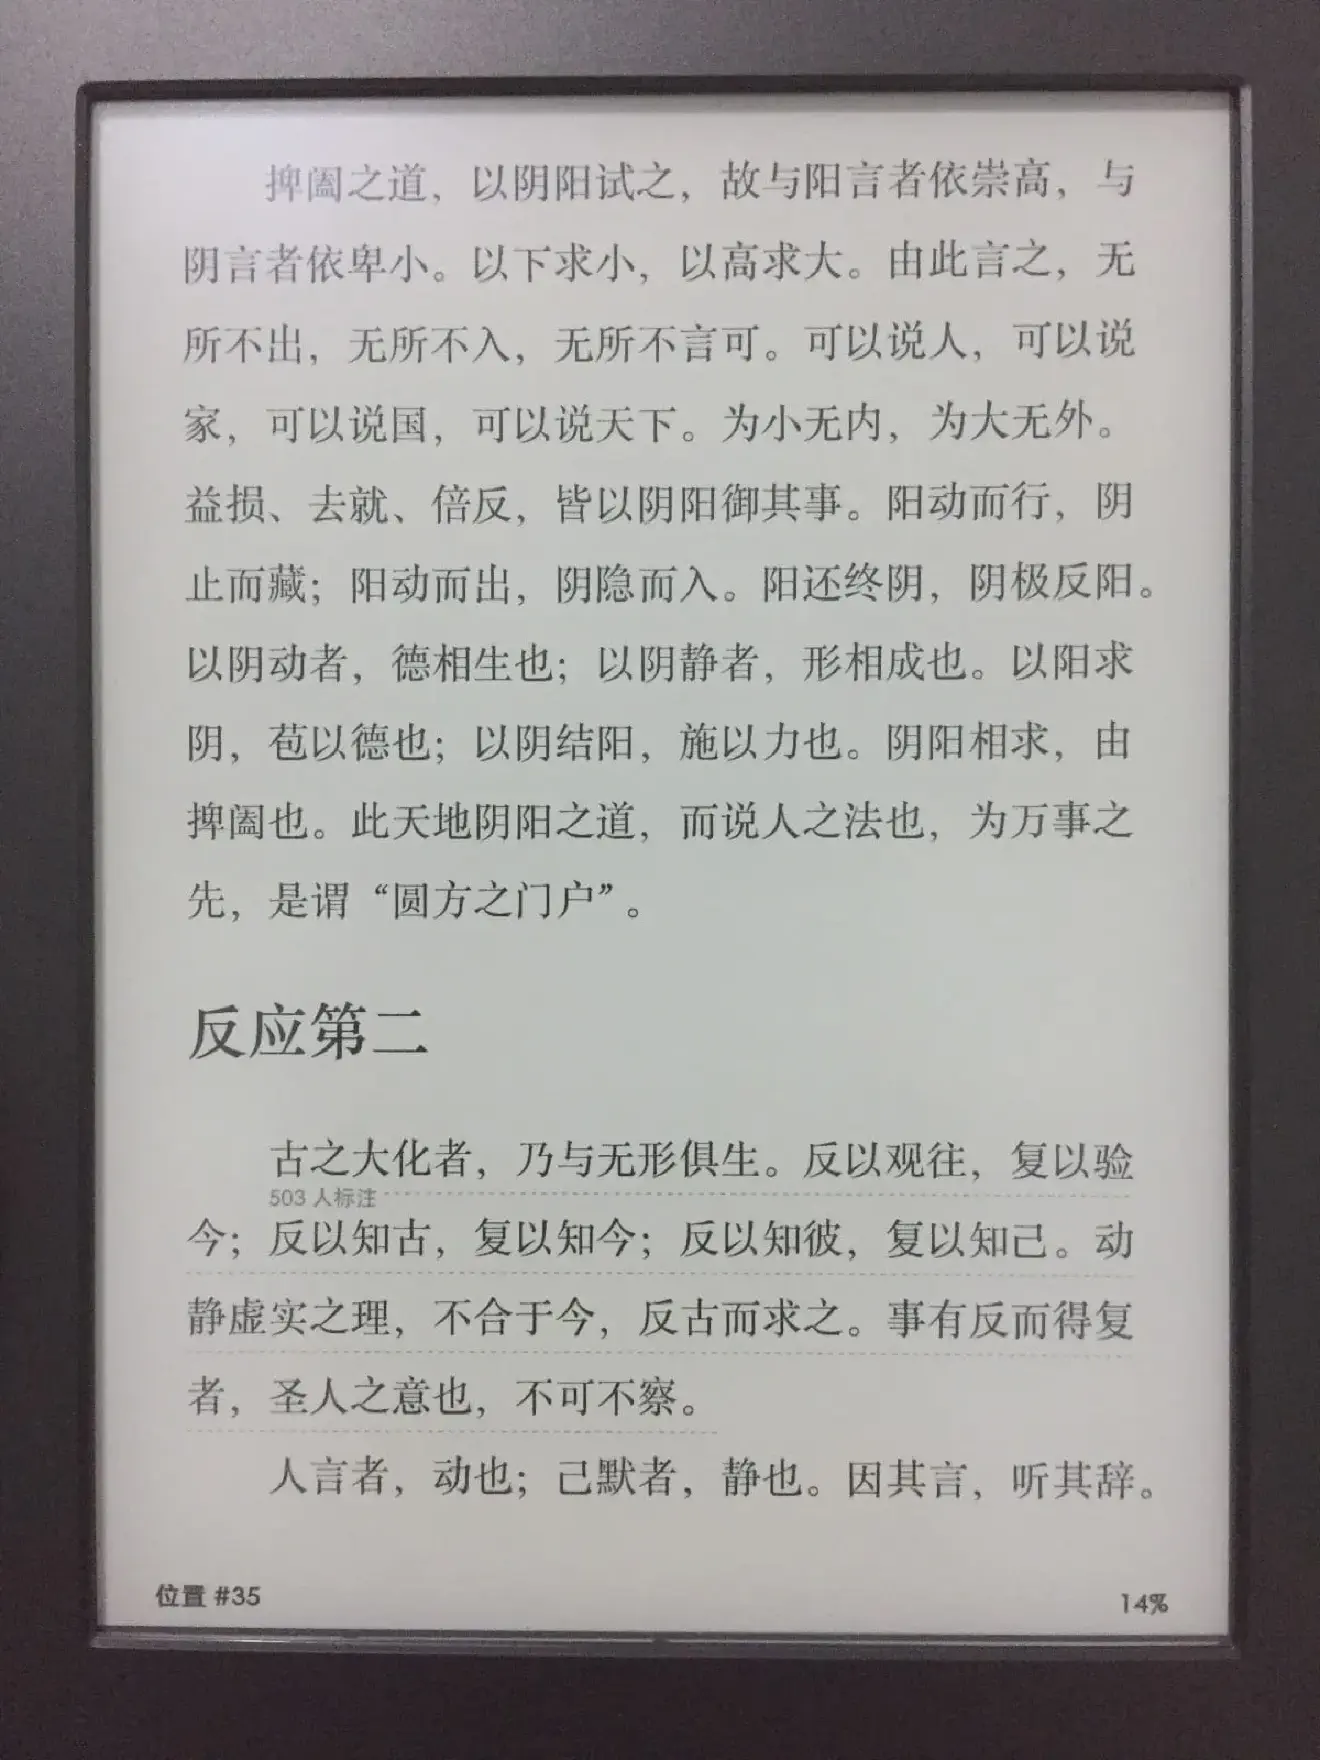 捭阖之道，以阴阳试之，故与阳言者依崇高，与
阴言者依卑小。以下求小，以高求大。由此言之，无
所不出，无所不入，无所不言可。可以说人，可以说
家，可以说国，可以说天下。为小无内，为大无外。
益损、去就、倍反，皆以阴阳御其事。阳动而行，阴
止而藏；阳动而出，阴隐而入。阳还终阴，阴极反阳。
以阴动者，德相生也；以阴静者，形相成也。以阳求
阴，苞以德也；以阴结阳，施以力也。阴阳相求，由
捭阖也。此天地阴阳之道，而说人之法也，为万事之
先，是谓“圆方之门户”。
反应第二
古之大化者，乃与无形俱生。反以观往，复以验
503 人标注
今；反以知古，复以知今；反以知彼，复以知己。动
静虚实之理，不合于今，反古而求之。事有反而得复
者，圣人之意也，不可不察。
人言者，动也；己默者，静也。因其言，听其辞。
位置 #35
14%